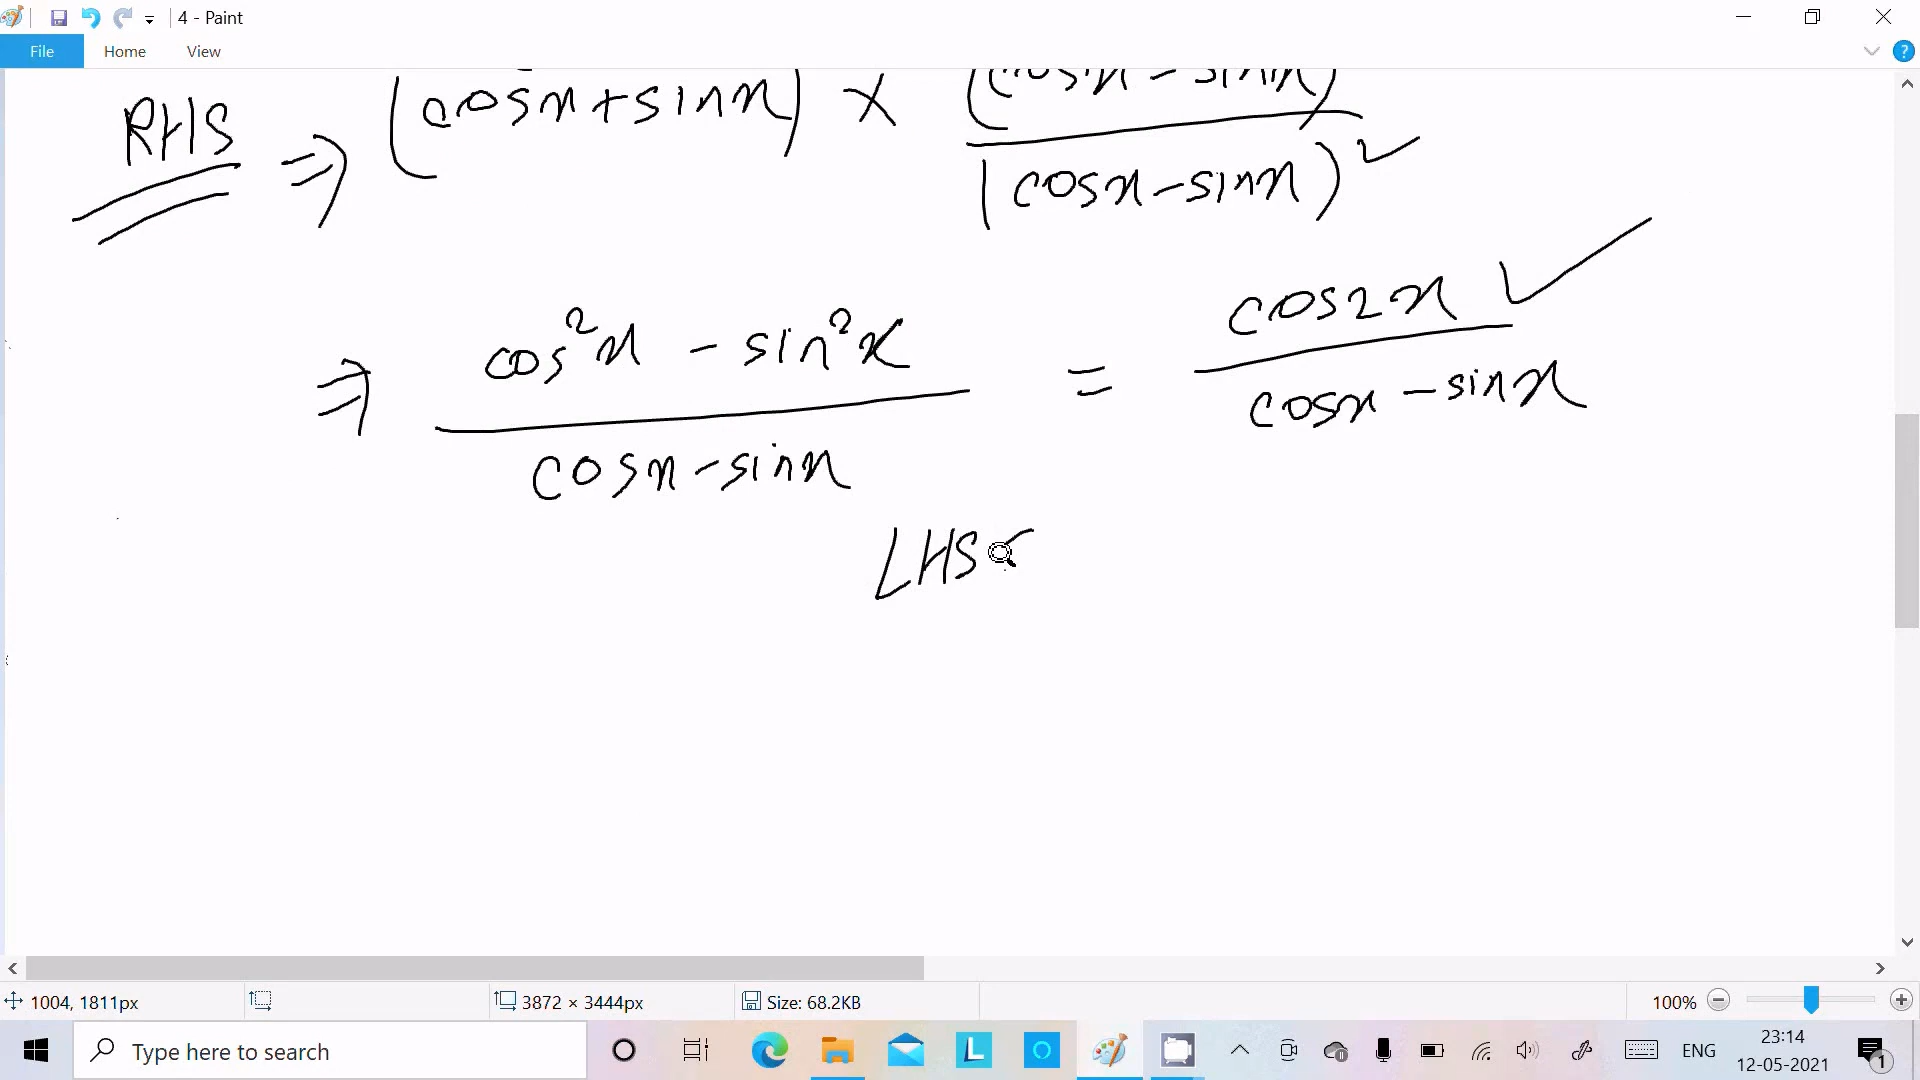 4 - Paint
File Home View
RHS ⇒ (cosx + sinx) × (cosx - sinx)
(cosx - sinx)²
⇒ cos²x - sin²x = cos2x
cosx - sinx cosx - sinx
LHS
1004, 1811px 3872 × 3444px Size: 68.2KB 100%
Type here to search ENG 23:14
12-05-2021 1